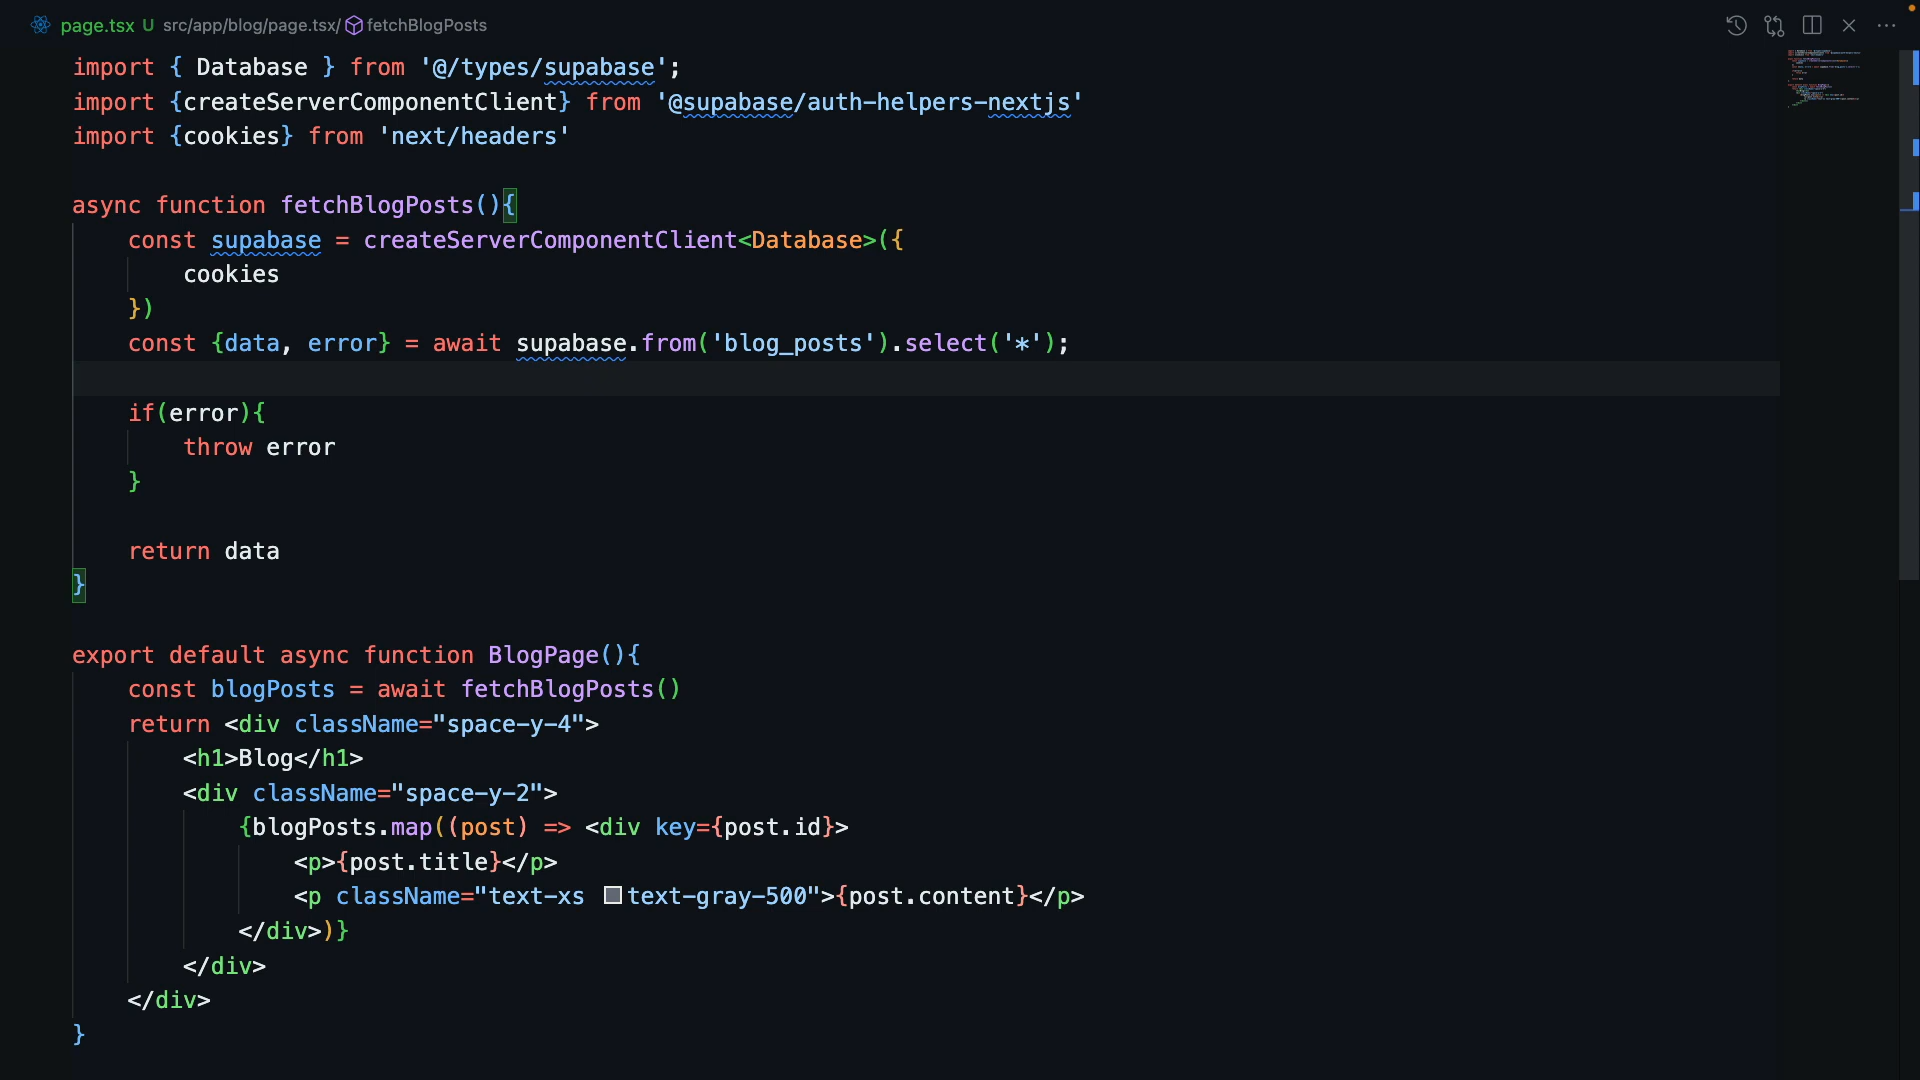 page.tsx U src/app/blog/page.tsx/ fetchBlogPosts
import { Database } from '@/types/supabase';
import {createServerComponentClient} from '@supabase/auth-helpers-nextjs'
import {cookies} from 'next/headers'
async function fetchBlogPosts(){
const supabase = createServerComponentClient<Database>({
cookies
})
const {data, error} = await supabase.from('blog_posts').select('*');
if(error){
throw error
}
return data
}
export default async function BlogPage(){
const blogPosts = await fetchBlogPosts()
return <div className="space-y-4">
<h1>Blog</h1>
<div className="space-y-2">
{blogPosts.map((post) => <div key={post.id}>
<p>{post.title}</p>
<p className="text-xs text-gray-500">{post.content}</p>
</div>)}
</div>
</div>
}